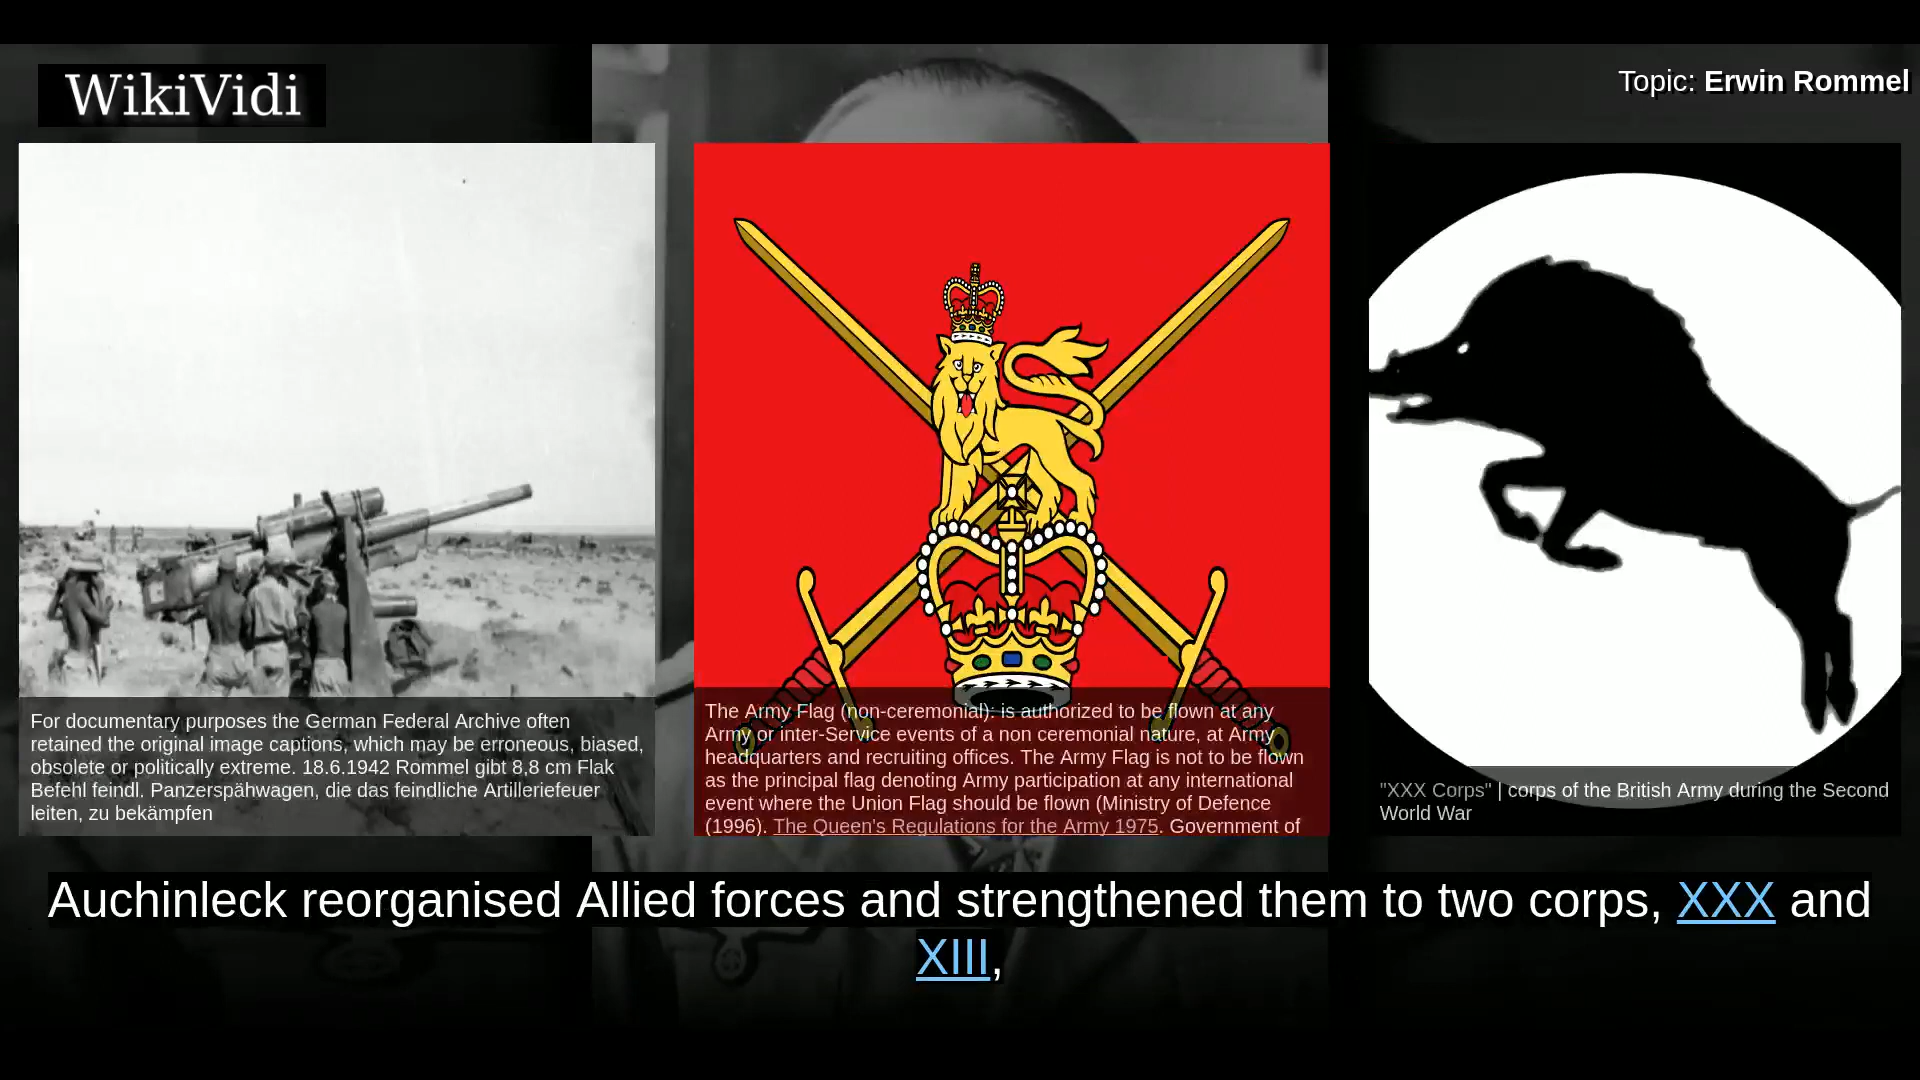 WikiVidi
Topic: Erwin Rommel
For documentary purposes the German Federal Archive often
retained the original image captions, which may be erroneous, biased,
obsolete or politically extreme. 18.6.1942 Rommel gibt 8,8 cm Flak
Befehl feindl. Panzerspähwagen, die das feindliche Artilleriefeuer
leiten, zu bekämpfen
The Army Flag (non-ceremonial): is authorized to be flown at any
Army or inter-Service events of a non ceremonial nature, at Army
headquarters and recruiting offices. The Army Flag is not to be flown
as the principal flag denoting Army participation at any international
event where the Union Flag should be flown (Ministry of Defence
(1996). The Queen's Regulations for the Army 1975. Government of
"XXX Corps" | corps of the British Army during the Second
World War
Auchinleck reorganised Allied forces and strengthened them to two corps, XXX and
XIII,